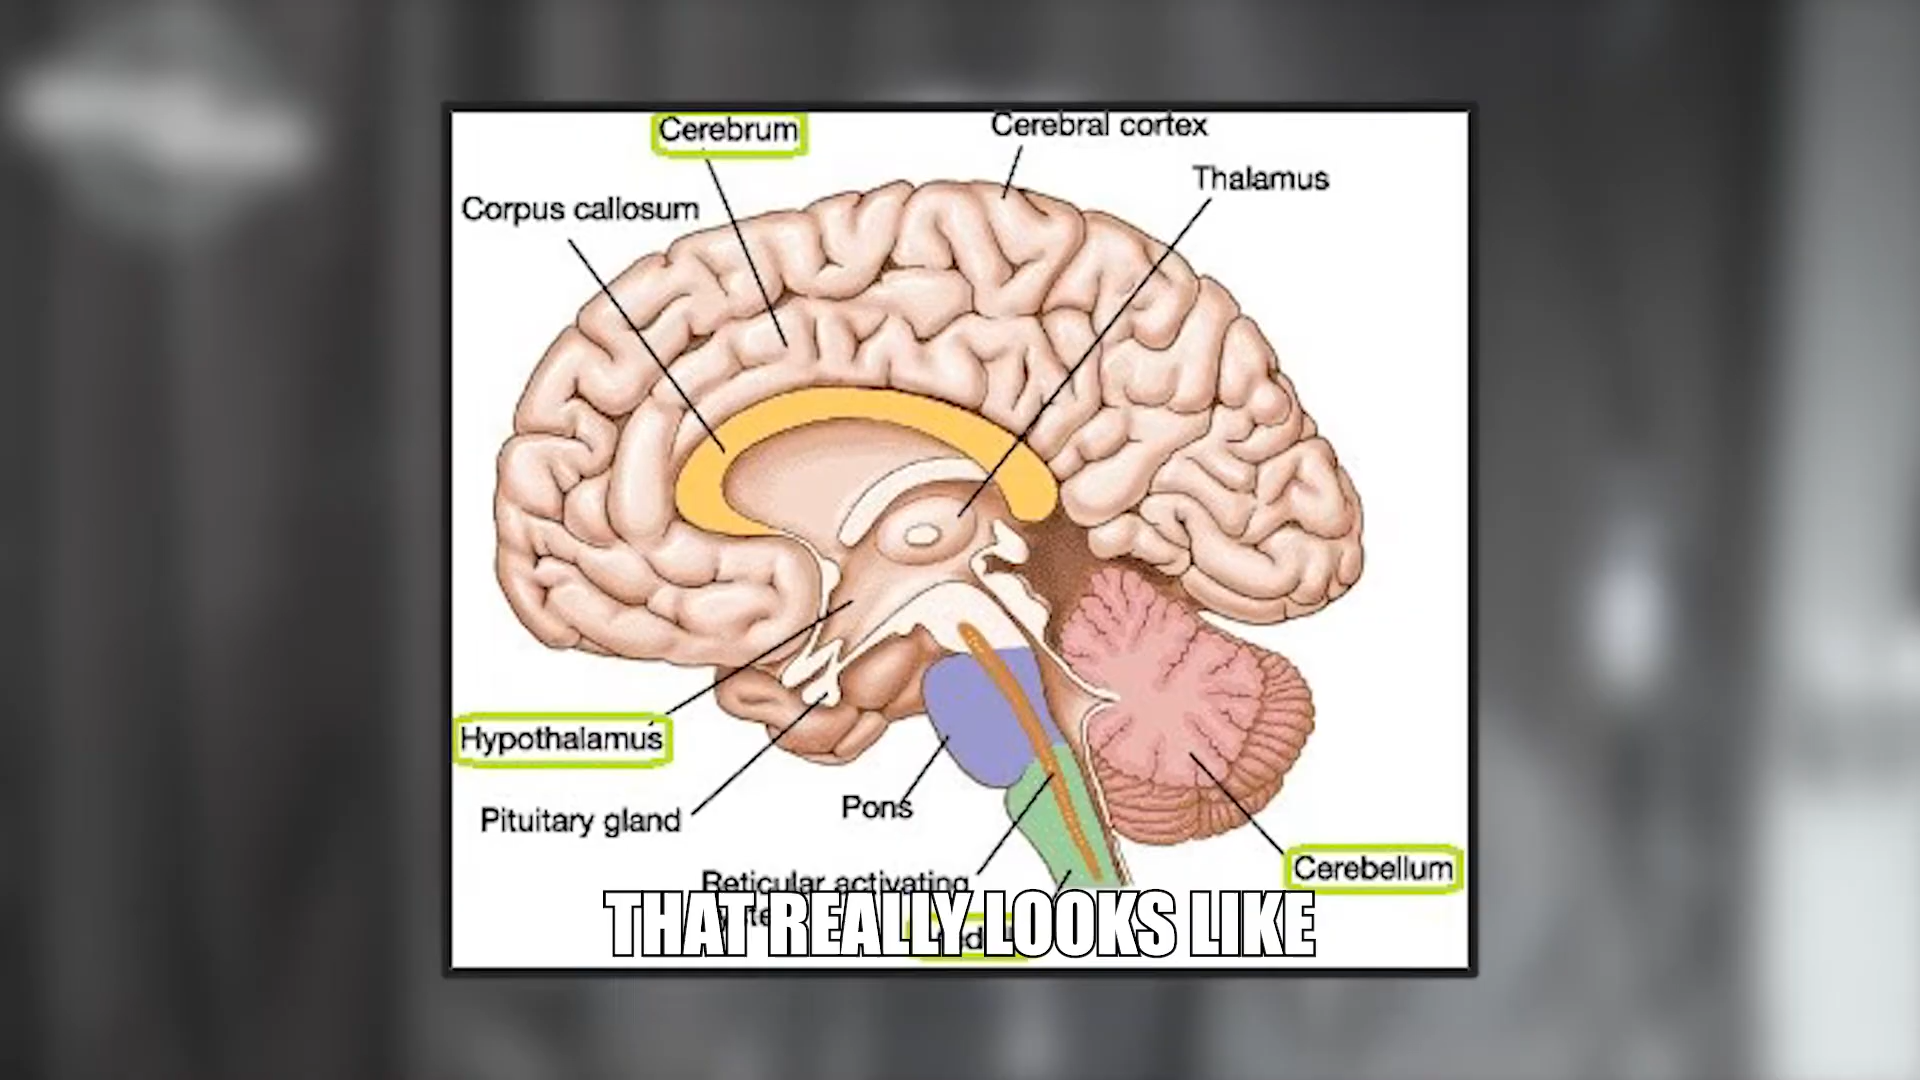 Cerebrum
Cerebral cortex
Thalamus
Corpus callosum
Hypothalamus
Pituitary gland
Pons
Reticular activating
Cerebellum
THAT REALLY LOOKS LIKE